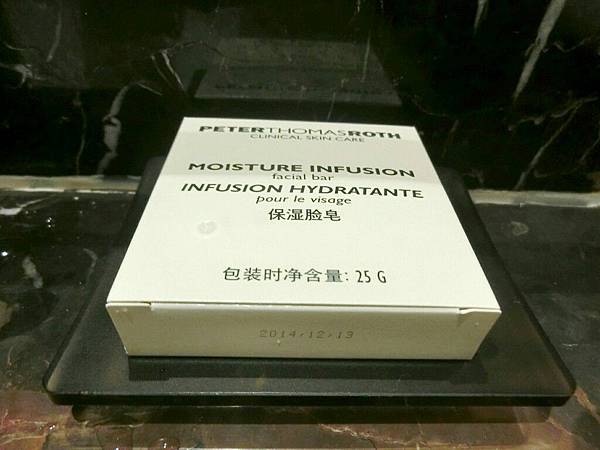 PETERTHOMASROTH
CLINICAL SKIN CARE
MOISTURE INFUSION
facial bar
INFUSION HYDRATANTE
pour le visage
保湿脸皂
包装时净含量: 25 G
2014/12/13